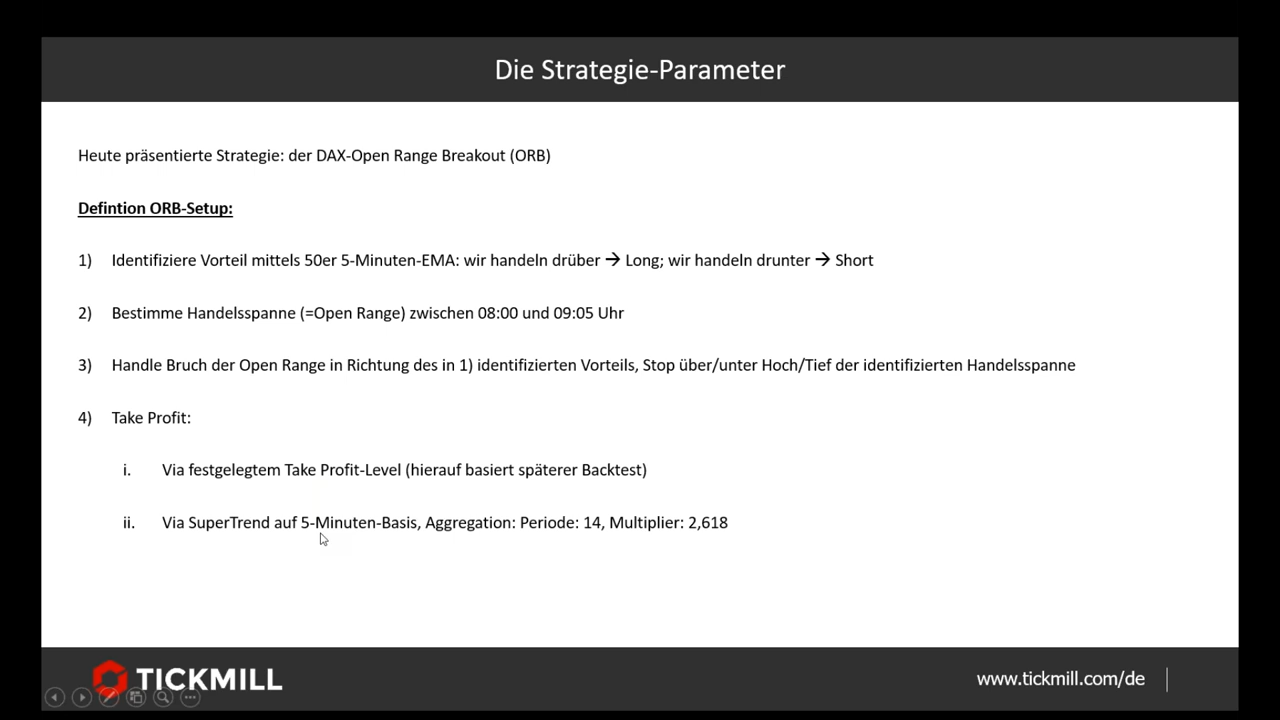 Die Strategie-Parameter
Heute präsentierte Strategie: der DAX-Open Range Breakout (ORB)
Defintion ORB-Setup:
1) Identifiziere Vorteil mittels 50er 5-Minuten-EMA: wir handeln drüber → Long; wir handeln drunter → Short
2) Bestimme Handelsspanne (=Open Range) zwischen 08:00 und 09:05 Uhr
3) Handle Bruch der Open Range in Richtung des in 1) identifizierten Vorteils, Stop über/unter Hoch/Tief der identifizierten Handelsspanne
4) Take Profit:
i. Via festgelegtem Take Profit-Level (hierauf basiert späterer Backtest)
ii. Via SuperTrend auf 5-Minuten-Basis, Aggregation: Periode: 14, Multiplier: 2,618
TICKMILL
www.tickmill.com/de